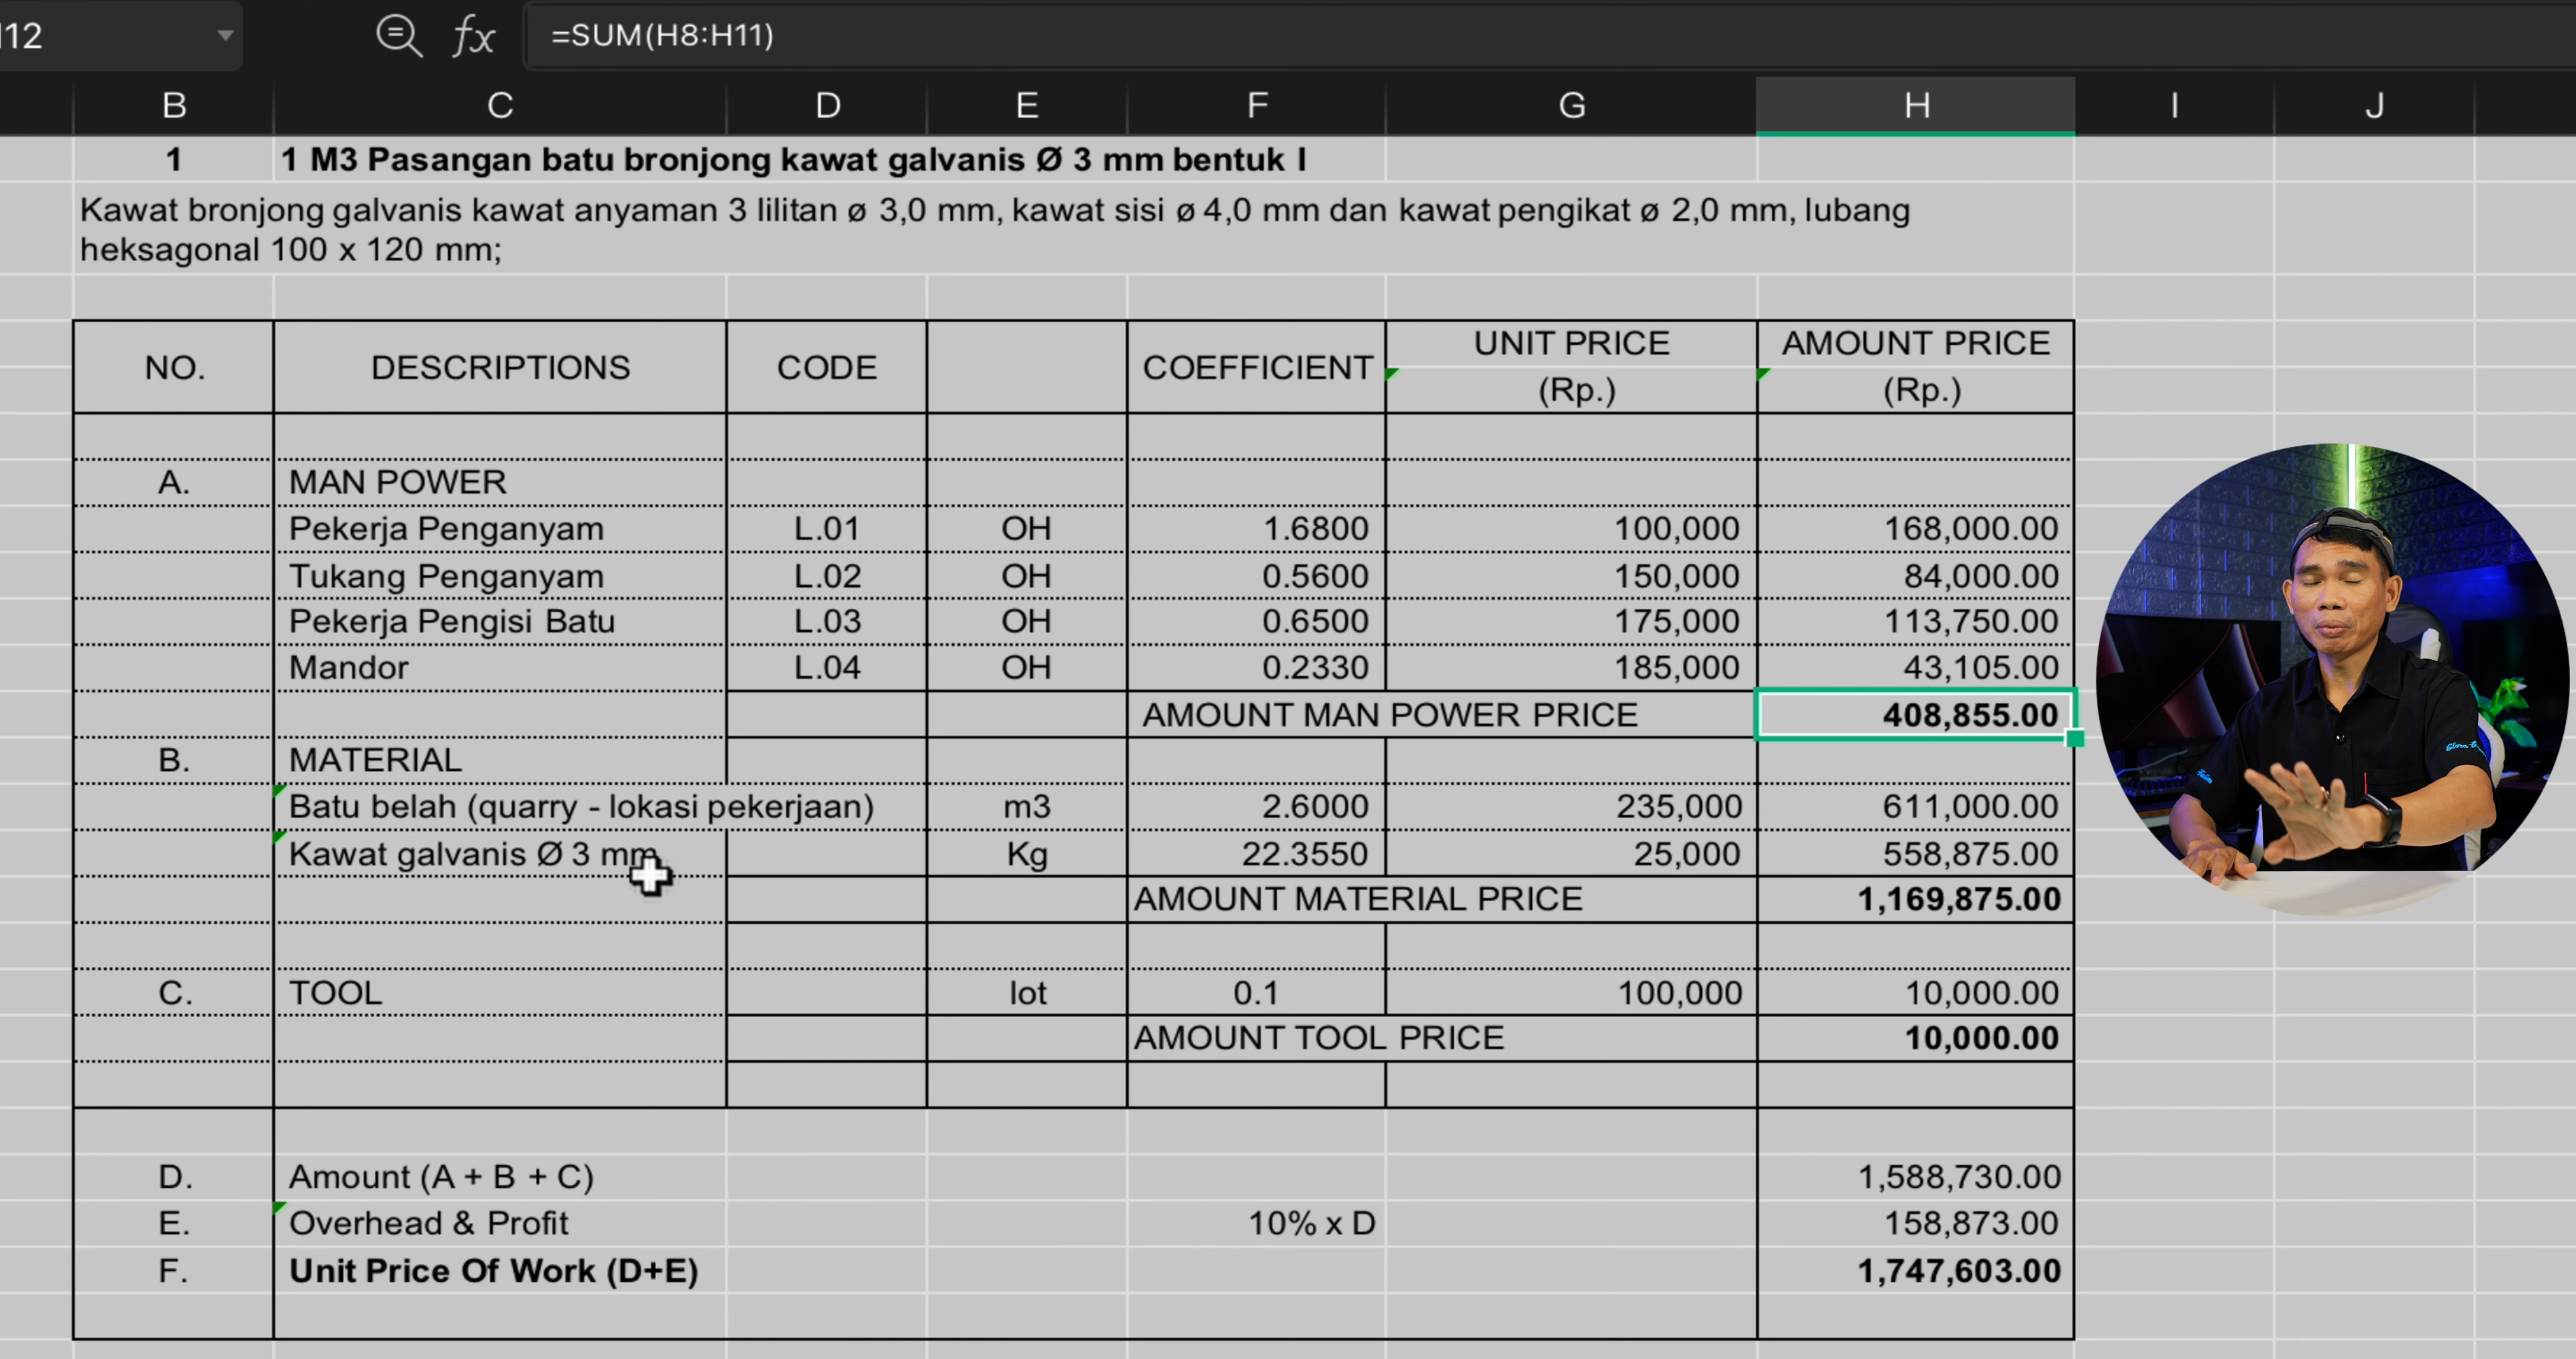 I12 fx =SUM(H8:H11)
B C D E F G H I J
1 1 M3 Pasangan batu bronjong kawat galvanis Ø 3 mm bentuk I
Kawat bronjong galvanis kawat anyaman 3 lilitan ø 3,0 mm, kawat sisi ø 4,0 mm dan kawat pengikat ø 2,0 mm, lubang
heksagonal 100 x 120 mm;
NO. DESCRIPTIONS CODE COEFFICIENT UNIT PRICE AMOUNT PRICE
(Rp.) (Rp.)
A. MAN POWER
Pekerja Penganyam L.01 OH 1.6800 100,000 168,000.00
Tukang Penganyam L.02 OH 0.5600 150,000 84,000.00
Pekerja Pengisi Batu L.03 OH 0.6500 175,000 113,750.00
Mandor L.04 OH 0.2330 185,000 43,105.00
AMOUNT MAN POWER PRICE 408,855.00
B. MATERIAL
Batu belah (quarry - lokasi pekerjaan) m3 2.6000 235,000 611,000.00
Kawat galvanis Ø 3 mm Kg 22.3550 25,000 558,875.00
AMOUNT MATERIAL PRICE 1,169,875.00
C. TOOL lot 0.1 100,000 10,000.00
AMOUNT TOOL PRICE 10,000.00
D. Amount (A + B + C) 1,588,730.00
E. Overhead & Profit 10% x D 158,873.00
F. Unit Price Of Work (D+E) 1,747,603.00